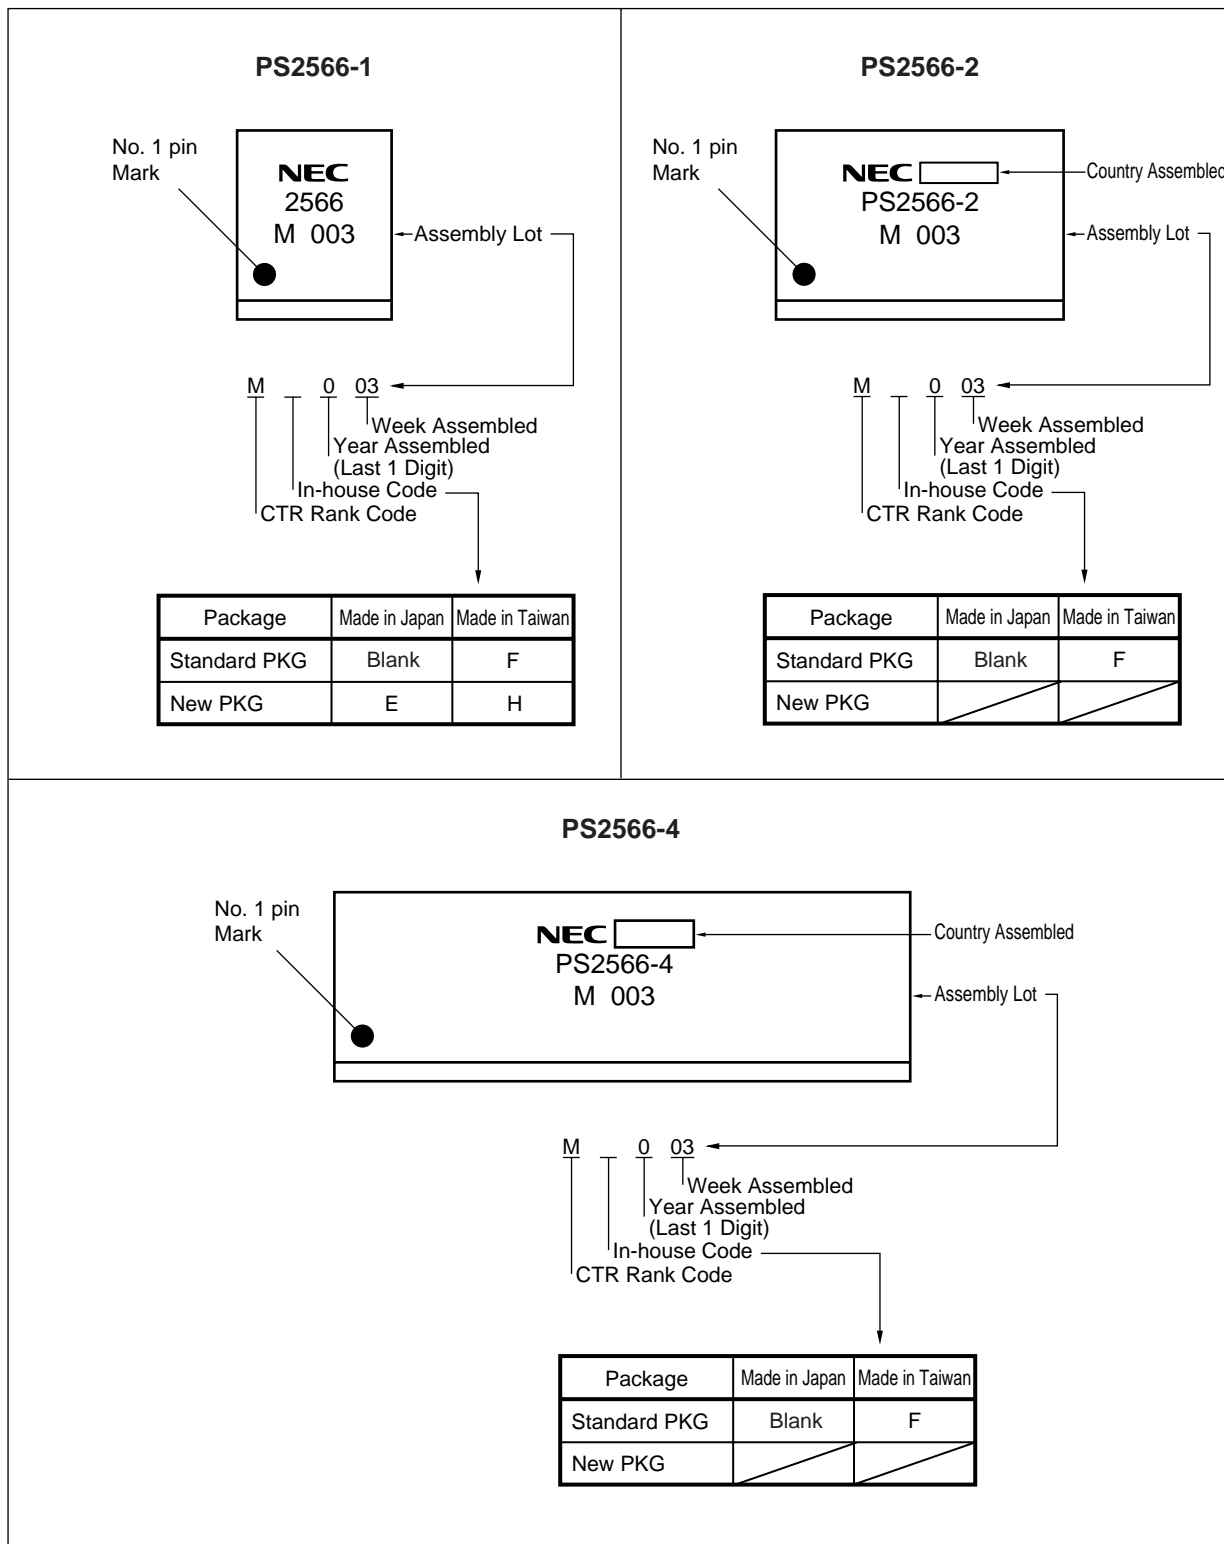 PS2566-1
No. 1 pin
Mark
NEC
2566
M 003
Assembly Lot
M 0 03
Week Assembled
Year Assembled
(Last 1 Digit)
In-house Code
CTR Rank Code
Package Made in Japan Made in Taiwan
Standard PKG Blank F
New PKG E H
PS2566-2
No. 1 pin
Mark
NEC
Country Assembled
PS2566-2
M 003
Assembly Lot
M 0 03
Week Assembled
Year Assembled
(Last 1 Digit)
In-house Code
CTR Rank Code
Package Made in Japan Made in Taiwan
Standard PKG Blank F
New PKG
PS2566-4
No. 1 pin
Mark
NEC
Country Assembled
PS2566-4
M 003
Assembly Lot
M 0 03
Week Assembled
Year Assembled
(Last 1 Digit)
In-house Code
CTR Rank Code
Package Made in Japan Made in Taiwan
Standard PKG Blank F
New PKG